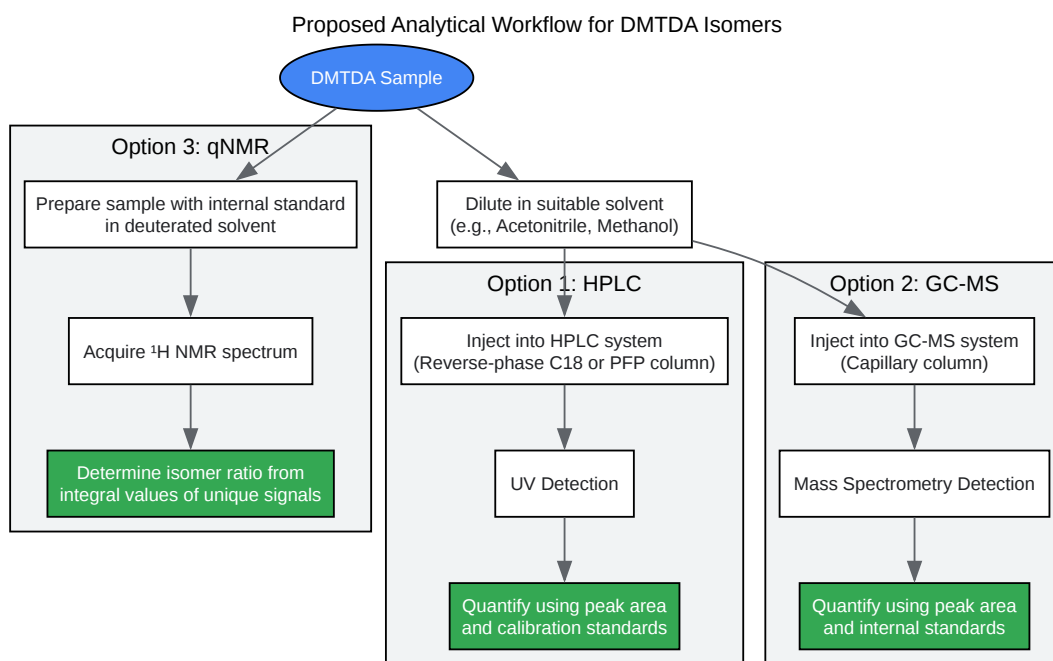 Proposed Analytical Workflow for DMTDA Isomers
DMTDA Sample
Option 3: qNMR
Prepare sample with internal standard
in deuterated solvent
Acquire ¹H NMR spectrum
Determine isomer ratio from
integral values of unique signals
Dilute in suitable solvent
(e.g., Acetonitrile, Methanol)
Option 1: HPLC
Inject into HPLC system
(Reverse-phase C18 or PFP column)
UV Detection
Quantify using peak area
and calibration standards
Option 2: GC-MS
Inject into GC-MS system
(Capillary column)
Mass Spectrometry Detection
Quantify using peak area
and internal standards